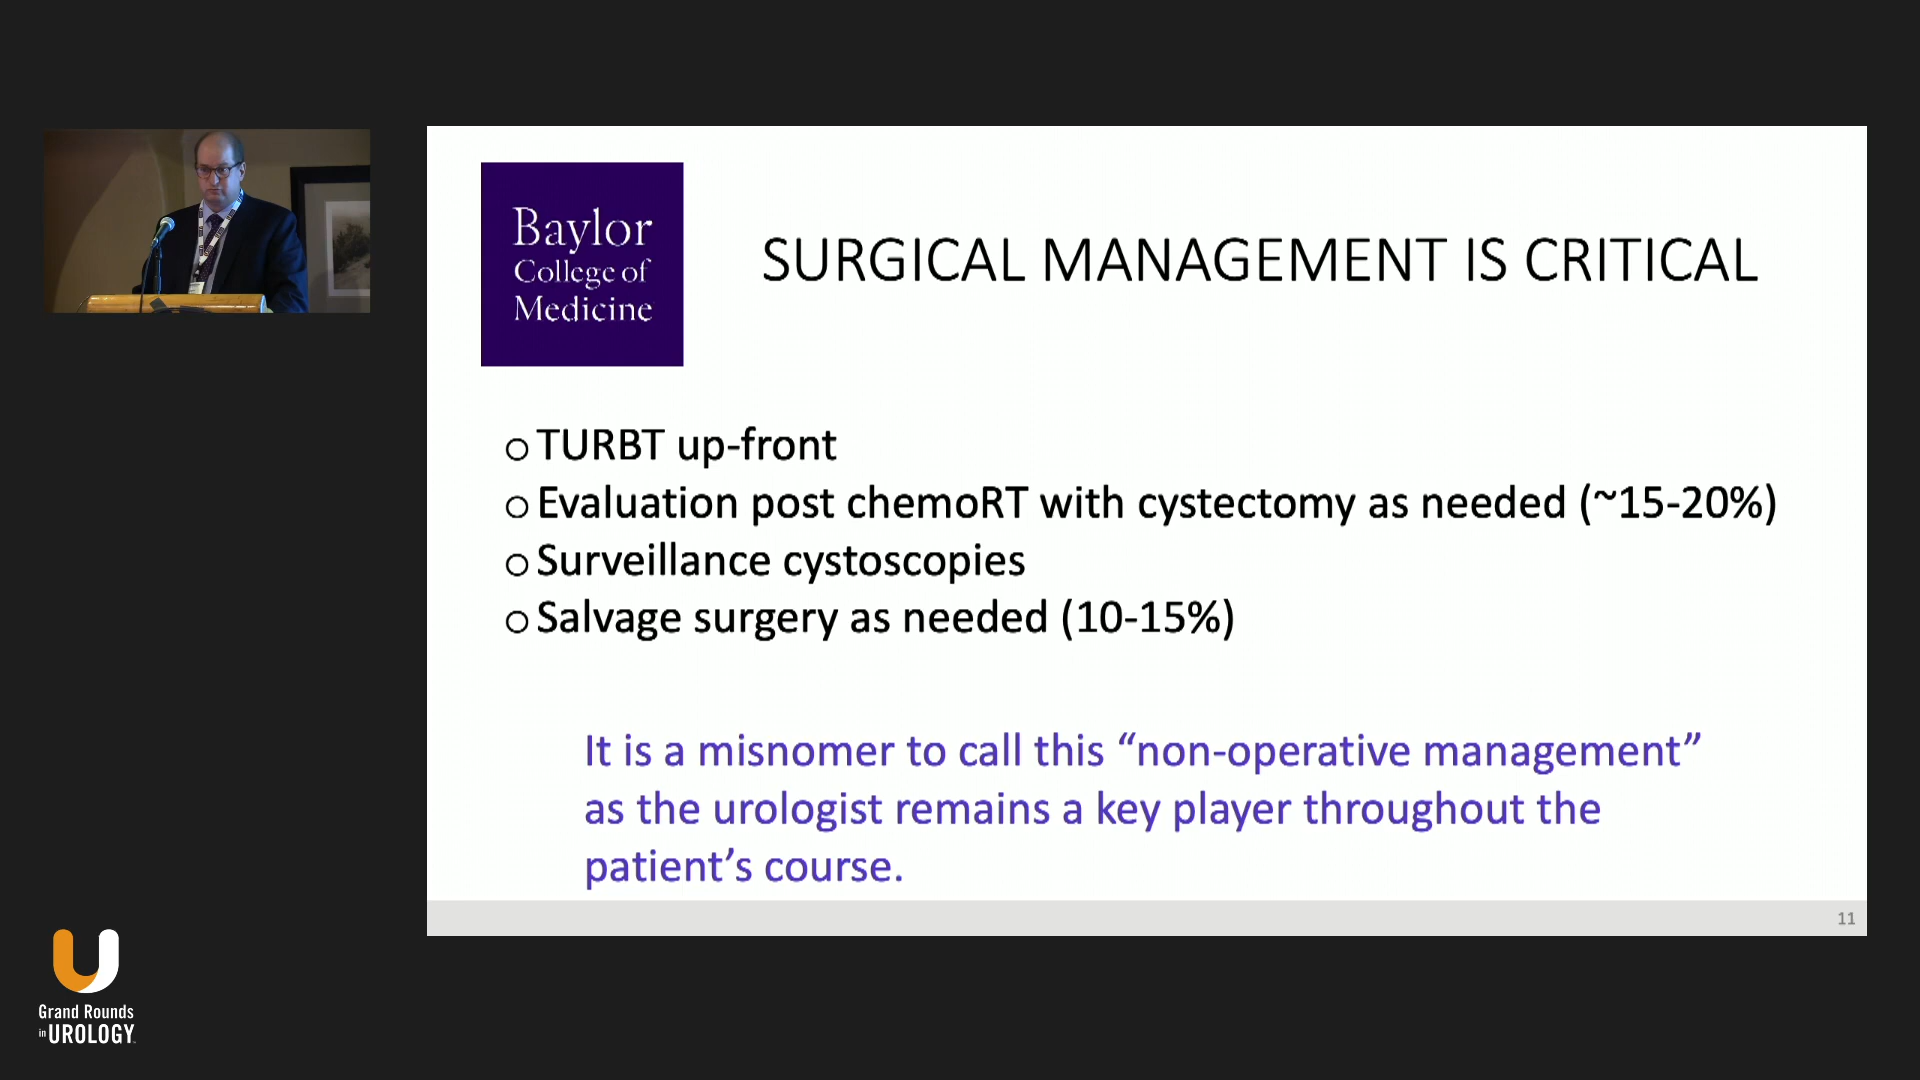 Baylor
College of
Medicine
SURGICAL MANAGEMENT IS CRITICAL
TURBT up-front
Evaluation post chemoRT with cystectomy as needed (~15-20%)
Surveillance cystoscopies
Salvage surgery as needed (10-15%)
It is a misnomer to call this “non-operative management”
as the urologist remains a key player throughout the
patient’s course.
11
Grand Rounds
in UROLOGY